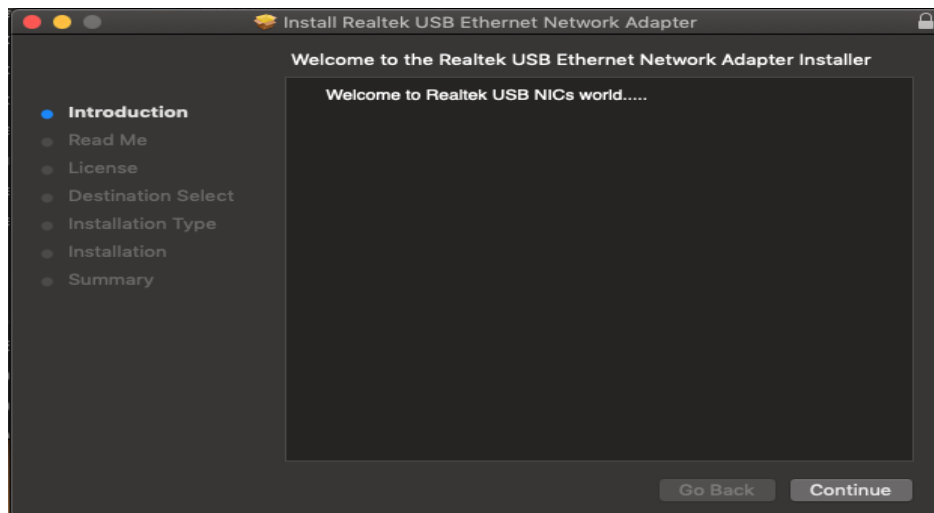 Install Realtek USB Ethernet Network Adapter
Welcome to the Realtek USB Ethernet Network Adapter Installer
Welcome to Realtek USB NICs world.....
Introduction
Read Me
License
Destination Select
Installation Type
Installation
Summary
Go Back
Continue